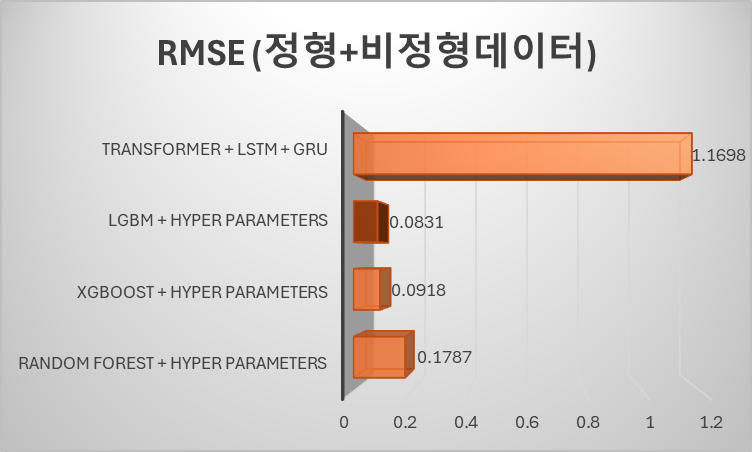 RMSE (정형+비정형데이터)
TRANSFORMER + LSTM + GRU
1.1698
LGBM + HYPER PARAMETERS
0.0831
XGBOOST + HYPER PARAMETERS
0.0918
RANDOM FOREST + HYPER PARAMETERS
0.1787
0 0.2 0.4 0.6 0.8 1 1.2